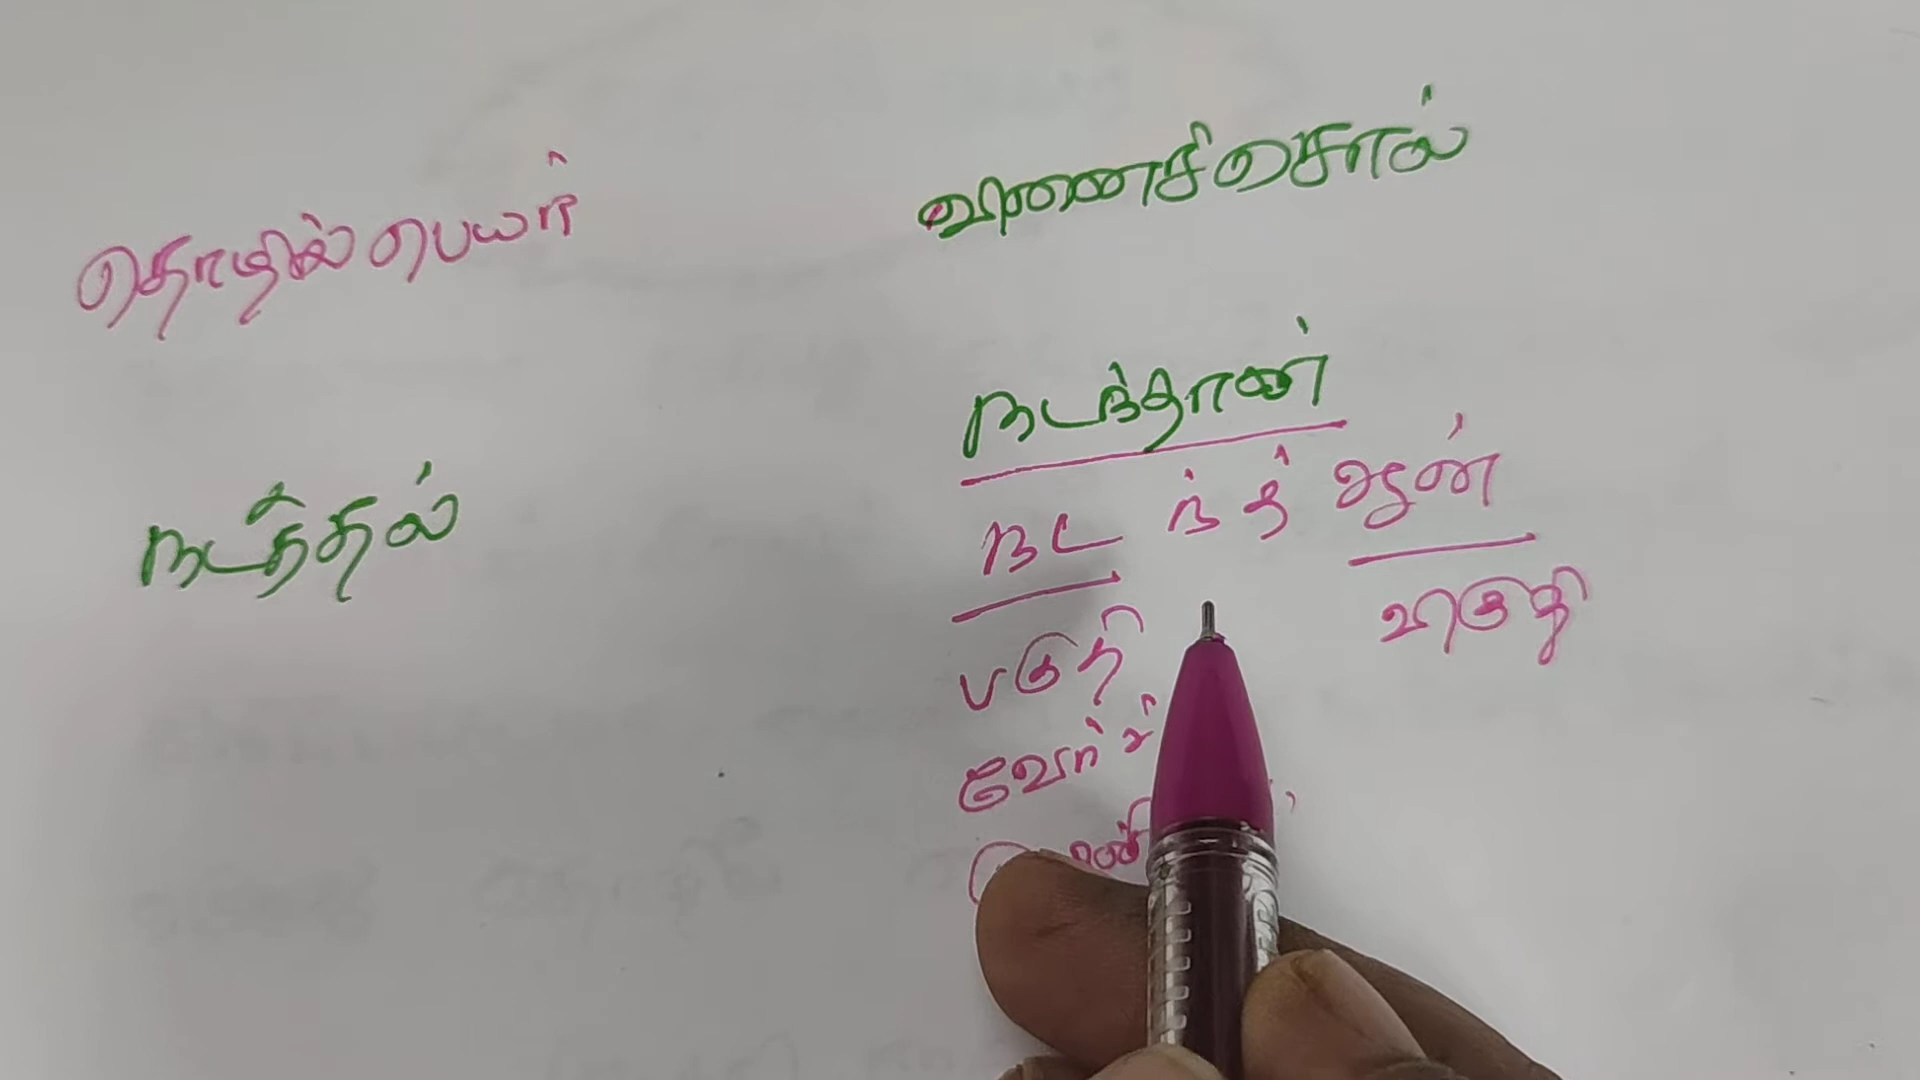 தொழில் பெயர்
வினைச்சொல்
நடந்தான்
நடத்தல்
நட ந் த் ஆன்
பகுதி
விகுதி